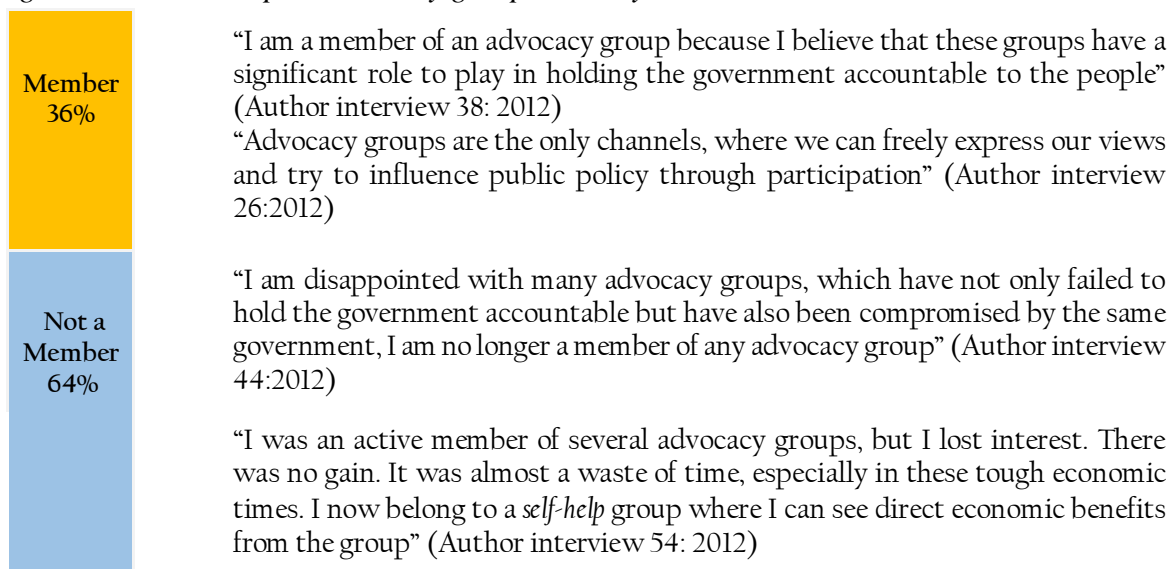 Member
36%
“I am a member of an advocacy group because I believe that these groups have a
significant role to play in holding the government accountable to the people”
(Author interview 38: 2012)
“Advocacy groups are the only channels, where we can freely express our views
and try to influence public policy through participation” (Author interview
26:2012)
Not a
Member
64%
“I am disappointed with many advocacy groups, which have not only failed to
hold the government accountable but have also been compromised by the same
government, I am no longer a member of any advocacy group” (Author interview
44:2012)
“I was an active member of several advocacy groups, but I lost interest. There
was no gain. It was almost a waste of time, especially in these tough economic
times. I now belong to a self-help group where I can see direct economic benefits
from the group” (Author interview 54: 2012)